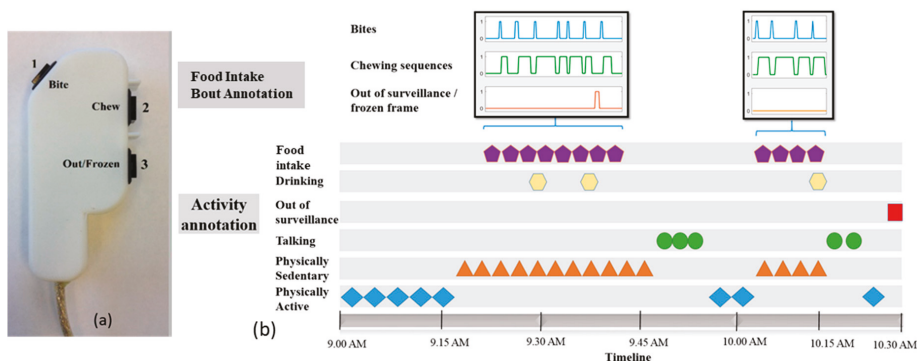 1
Bite
Chew
2
Out/Frozen
3
(a)
Food Intake
Bout Annotation
Activity
annotation
(b)
Bites
1
0
1
0
Chewing sequences
1
0
1
0
Out of surveillance /
frozen frame
1
0
1
0
Food
intake
Drinking
Out of
surveillance
Talking
Physically
Sedentary
Physically
Active
9.00 AM
9.15 AM
9.30 AM
9.45 AM
10.00 AM
10.15 AM
10.30 AM
Timeline